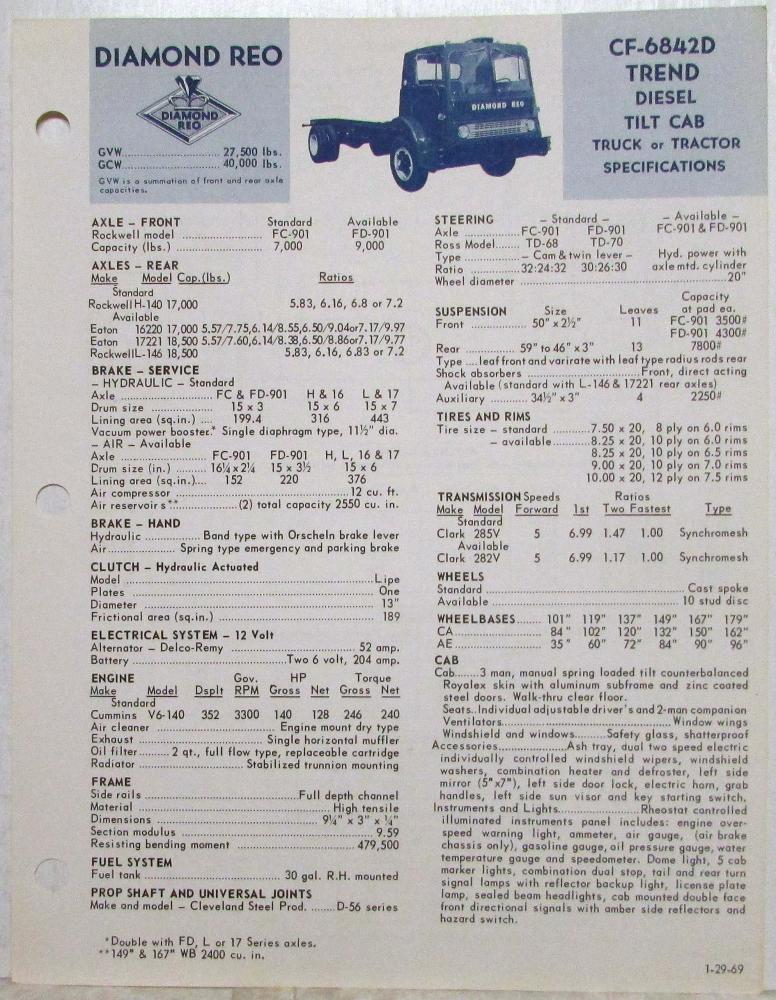 DIAMOND REO
DIAMOND
REO
GVW........................ 27,500 lbs.
GCW........................ 40,000 lbs.
GVW is a summation of front and rear axle
capacities.
DIAMOND REO
CF-6842D
TREND
DIESEL
TILT CAB
TRUCK or TRACTOR
SPECIFICATIONS
AXLE – FRONT Standard Available
Rockwell model .................... FC-901 FD-901
Capacity (lbs.) .................... 7,000 9,000
AXLES – REAR
Make Model Cap.(lbs.) Ratios
Standard
Rockwell H-140 17,000 5.83, 6.16, 6.8 or 7.2
Available
Eaton 16220 17,000 5.57/7.75,6.14/8.55,6.50/9.04or7.17/9.97
Eaton 17221 18,500 5.57/7.60,6.14/8.38,6.50/8.86or7.17/9.77
Rockwell L-146 18,500 5.83, 6.16, 6.83 or 7.2
BRAKE – SERVICE
– HYDRAULIC – Standard
Axle .................... FC & FD-901 H & 16 L & 17
Drum size .................... 15 x 3 15 x 6 15 x 7
Lining area (sq.in.) .... 199.4 316 443
Vacuum power booster.* Single diaphragm type, 11½" dia.
– AIR – Available
Axle .................... FC-901 FD-901 H, L, 16 & 17
Drum size (in.) ........ 16¼ x 2¼ 15 x 3½ 15 x 6
Lining area (sq.in.).... 152 220 376
Air compressor ........................ 12 cu. ft.
Air reservoirs**................(2) total capacity 2550 cu. in.
BRAKE – HAND
Hydraulic ................ Band type with Orscheln brake lever
Air................ Spring type emergency and parking brake
CLUTCH – Hydraulic Actuated
Model ........................ Lipe
Plates ........................ One
Diameter ........................ 13"
Frictional area (sq.in.) ........................ 189
ELECTRICAL SYSTEM – 12 Volt
Alternator – Delco-Remy ........................ 52 amp.
Battery ........................ Two 6 volt, 204 amp.
ENGINE Gov. HP Torque
Make Model Dsplt RPM Gross Net Gross Net
Standard
Cummins V6-140 352 3300 140 128 246 240
Air cleaner ........................ Engine mount dry type
Exhaust ........................ Single horizontal muffler
Oil filter........ 2 qt., full flow type, replaceable cartridge
Radiator ........................ Stabilized trunnion mounting
FRAME
Side rails ........................ Full depth channel
Material ........................ High tensile
Dimensions ........................ 9¼" x 3" x ¼"
Section modulus ........................ 9.59
Resisting bending moment ........................ 479,500
FUEL SYSTEM
Fuel tank ........................ 30 gal. R.H. mounted
PROP SHAFT AND UNIVERSAL JOINTS
Make and model – Cleveland Steel Prod. ........D-56 series
*Double with FD, L or 17 Series axles.
**149" & 167" WB 2400 cu. in.
STEERING – Standard – – Available –
Axle ............FC-901 FD-901 FC-901 & FD-901
Ross Model........ TD-68 TD-70
Type ............– Cam & twin lever – Hyd. power with
Ratio ............32:24:32 30:26:30 axle mtd. cylinder
Wheel diameter ........................20"
Capacity
SUSPENSION Size Leaves at pad ea.
Front ............ 50" x 2½" 11 FC-901 3500#
FD-901 4300#
Rear ............ 59" to 46" x 3" 13 7800#
Type ....leaf front and varirate with leaf type radius rods rear
Shock absorbers ........................Front, direct acting
Available (standard with L-146 & 17221 rear axles)
Auxiliary ............ 34½" x 3" 4 2250#
TIRES AND RIMS
Tire size – standard ............7.50 x 20, 8 ply on 6.0 rims
– available............8.25 x 20, 10 ply on 6.0 rims
8.25 x 20, 10 ply on 6.5 rims
9.00 x 20, 10 ply on 7.0 rims
10.00 x 20, 12 ply on 7.5 rims
TRANSMISSION Speeds Ratios
Make Model Forward 1st Two Fastest Type
Standard
Clark 285V 5 6.99 1.47 1.00 Synchromesh
Available
Clark 282V 5 6.99 1.17 1.00 Synchromesh
WHEELS
Standard ........................ Cast spoke
Available ........................ 10 stud disc
WHEELBASES ........ 101" 119" 137" 149" 167" 179"
CA.................... 84" 102" 120" 132" 150" 162"
AE.................... 35" 60" 72" 84" 90" 96"
CAB
Cab........3 man, manual spring loaded tilt counterbalanced
Royalex skin with aluminum subframe and zinc coated
steel doors. Walk-thru clear floor.
Seats..Individual adjustable driver's and 2-man companion
Ventilators........................Window wings
Windshield and windows........Safety glass, shatterproof
Accessories....................Ash tray, dual two speed electric
individually controlled windshield wipers, windshield
washers, combination heater and defroster, left side
mirror (5"x7"), left side door lock, electric horn, grab
handles, left side sun visor and key starting switch.
Instruments and Lights....................Rheostat controlled
illuminated instruments panel includes: engine over-
speed warning light, ammeter, air gauge, (air brake
chassis only), gasoline gauge, oil pressure gauge, water
temperature gauge and speedometer. Dome light, 5 cab
marker lights, combination dual stop, tail and rear turn
signal lamps with reflector backup light, license plate
lamp, sealed beam headlights, cab mounted double face
front directional signals with amber side reflectors and
hazard switch.
1-29-69